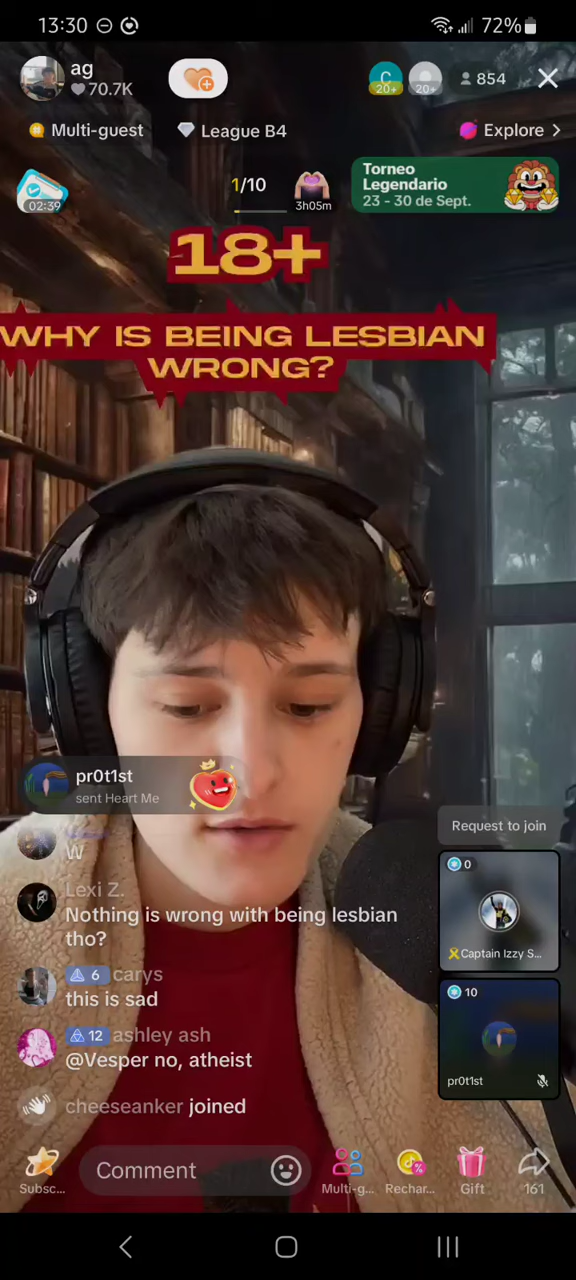 13:30
72%
ag
70.7K
C
20+
20+
854
Multi-guest
League B4
Explore
02:39
1/10
3h05m
Torneo
Legendario
23 - 30 de Sept.
18+
WHY IS BEING LESBIAN
WRONG?
pr0t1st
sent Heart Me
W
Request to join
0
Captain Izzy S...
Lexi Z.
Nothing is wrong with being lesbian
tho?
6 carys
this is sad
12 ashley ash
@Vesper no, atheist
10
pr0t1st
cheeseanker joined
Comment
Subsc...
Multi-g...
Rechar...
Gift
161